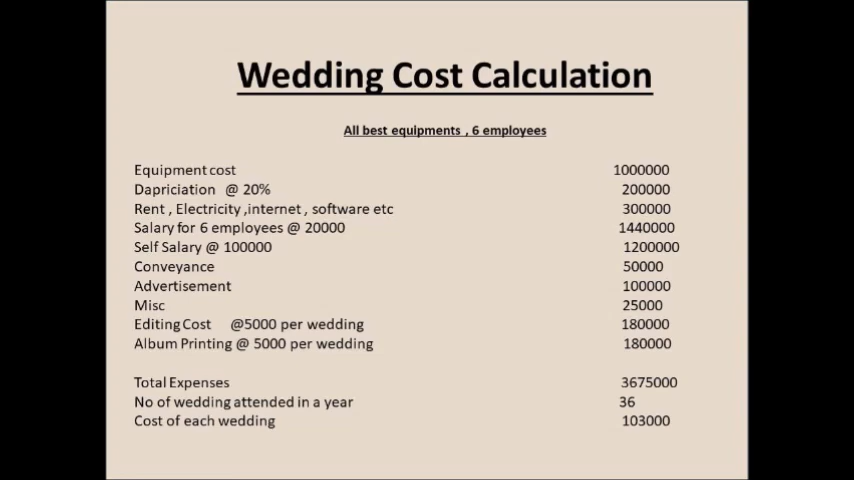 Wedding Cost Calculation
All best equipments , 6 employees
Equipment cost 1000000
Dapriciation @ 20% 200000
Rent , Electricity ,internet , software etc 300000
Salary for 6 employees @ 20000 1440000
Self Salary @ 100000 1200000
Conveyance 50000
Advertisement 100000
Misc 25000
Editing Cost @5000 per wedding 180000
Album Printing @ 5000 per wedding 180000
Total Expenses 3675000
No of wedding attended in a year 36
Cost of each wedding 103000